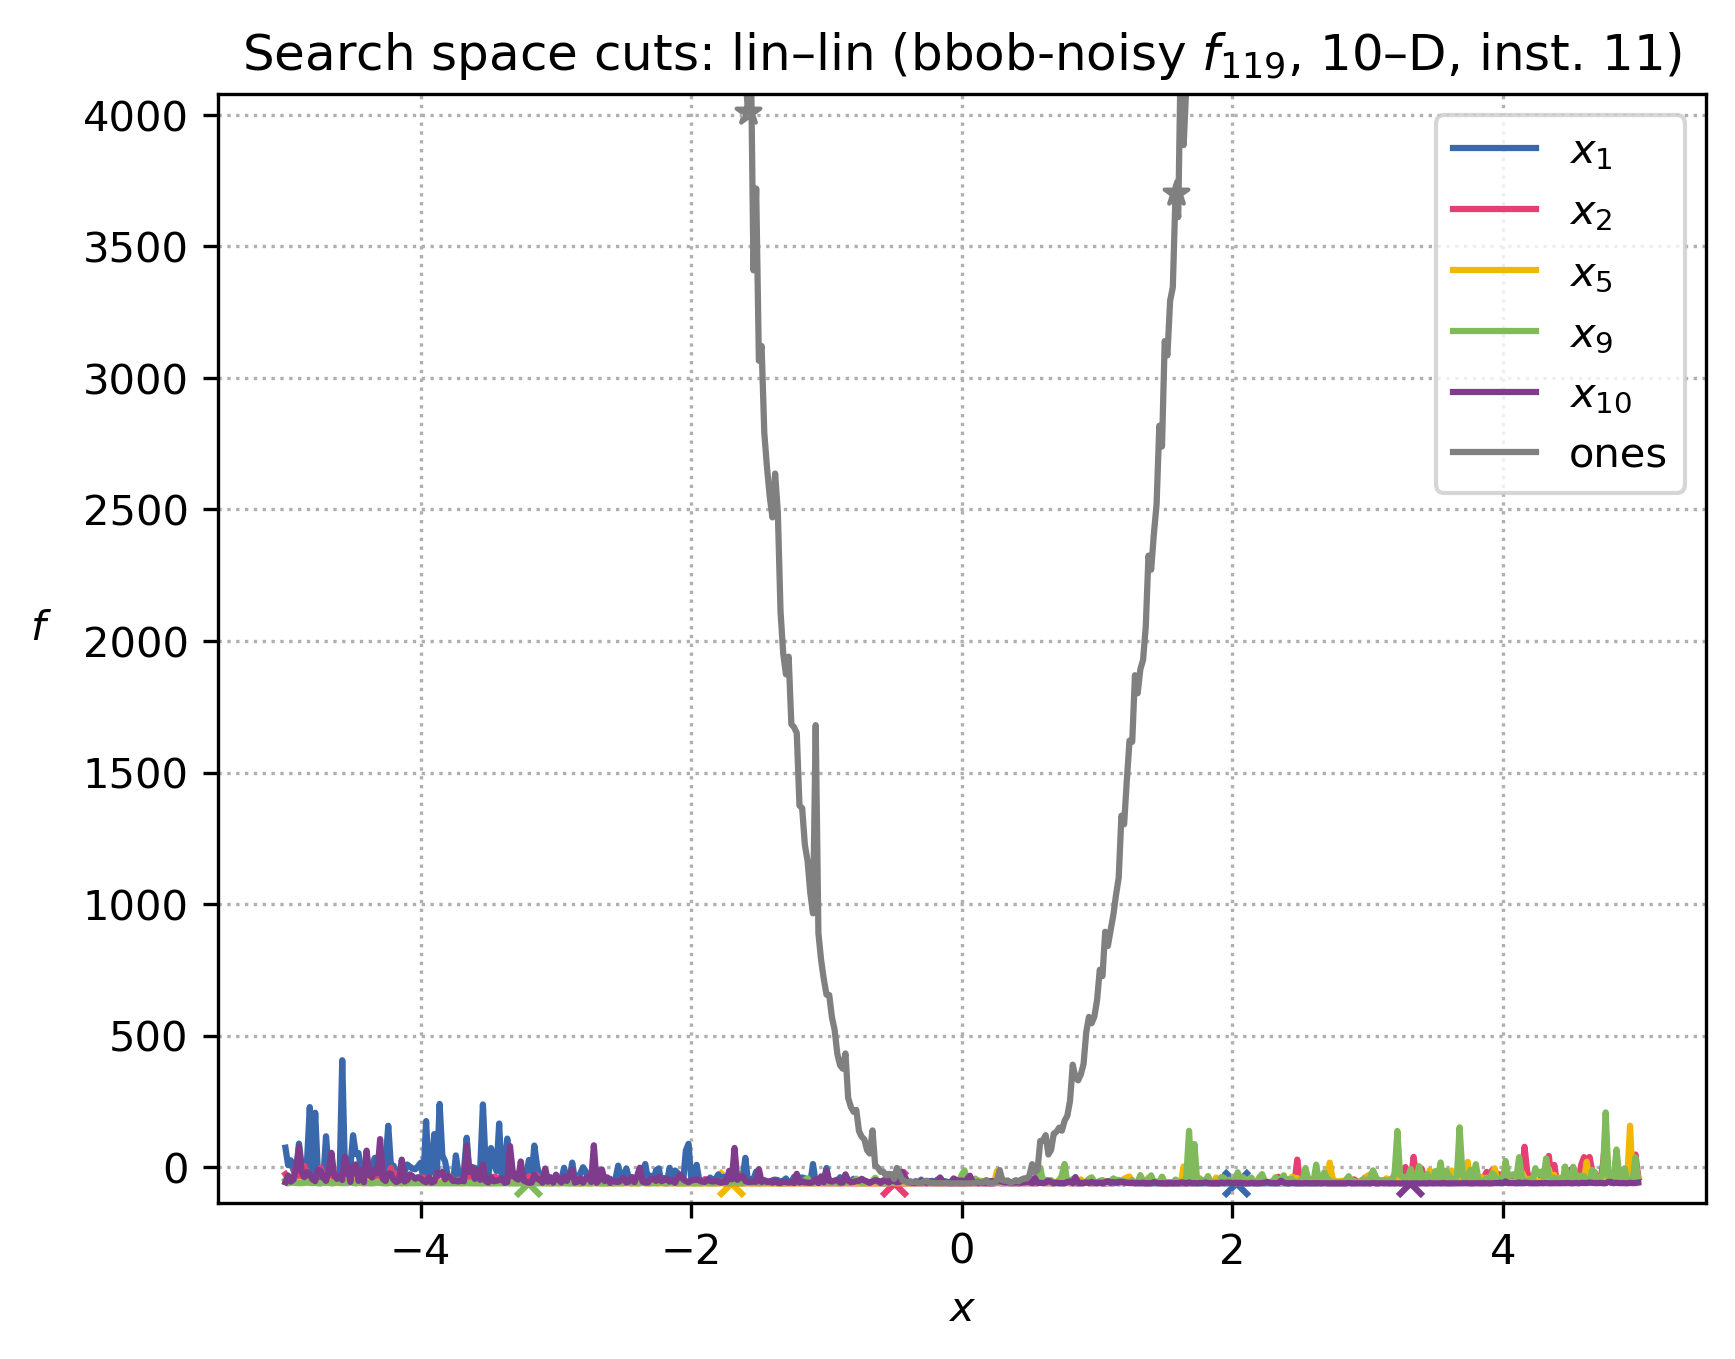 Search space cuts: lin–lin (bbob-noisy f119, 10–D, inst. 11)
4000
3500
3000
2500
2000
1500
1000
500
0
f
−4
−2
0
2
4
x
x1
x2
x5
x9
x10
ones